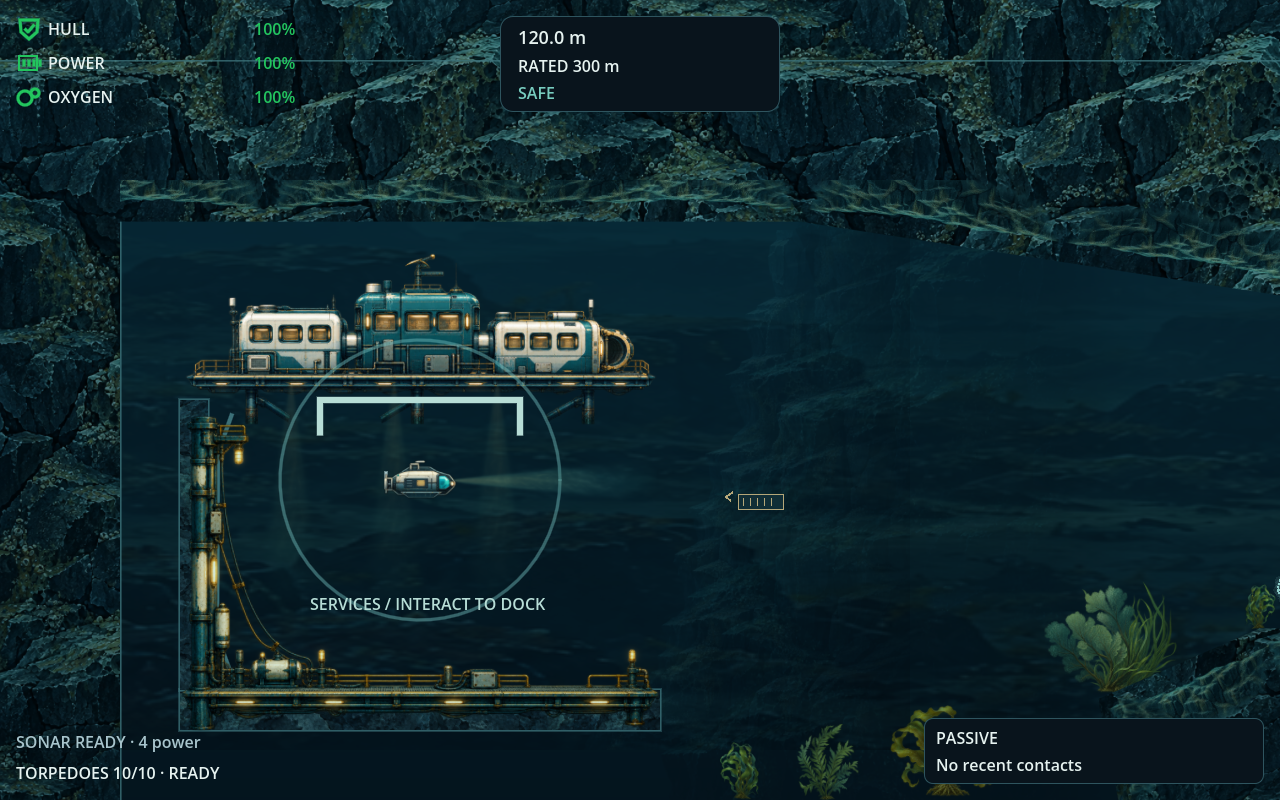 HULL 100%
POWER 100%
OXYGEN 100%
120.0 m
RATED 300 m
SAFE
SERVICES / INTERACT TO DOCK
SONAR READY · 4 power
TORPEDOES 10/10 · READY
PASSIVE
No recent contacts